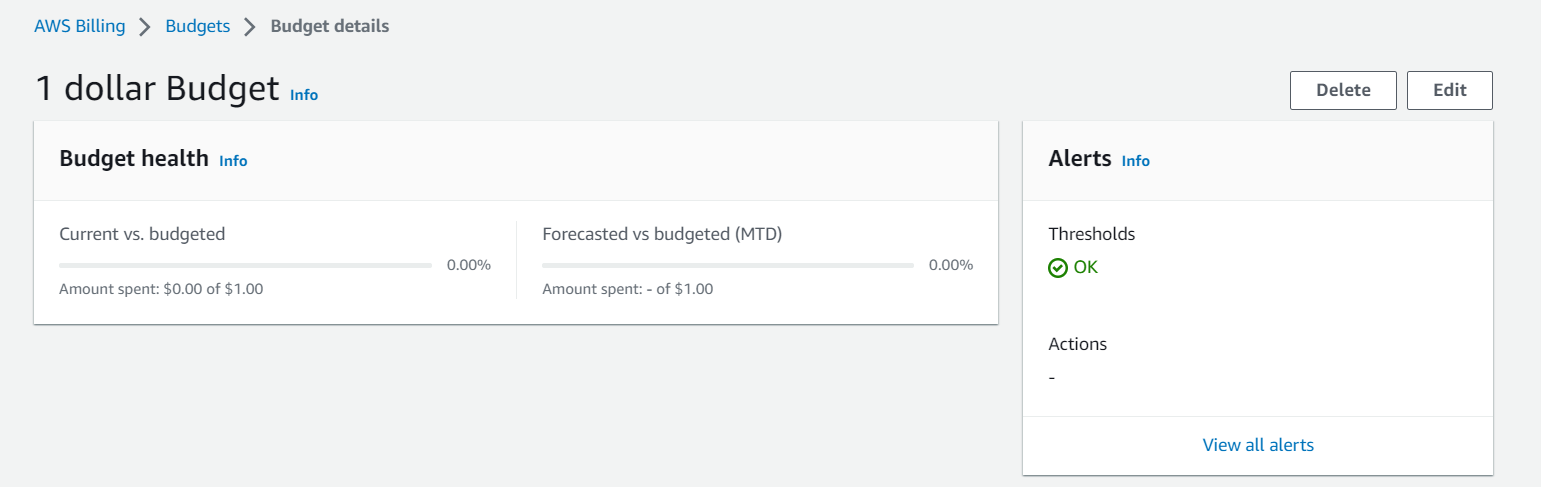 AWS Billing > Budgets > Budget details
1 dollar Budget Info
Delete Edit
Budget health Info
Current vs. budgeted
0.00%
Amount spent: $0.00 of $1.00
Forecasted vs budgeted (MTD)
0.00%
Amount spent: - of $1.00
Alerts Info
Thresholds
OK
Actions
-
View all alerts